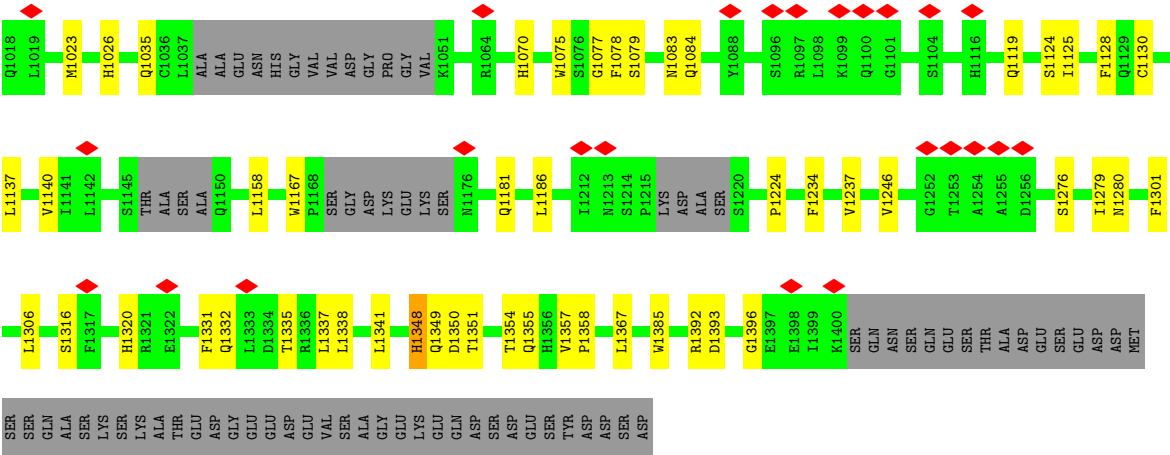 Q1018 L1019 M1023 H1026 Q1035 C1036 L1037 ALA ALA GLU ASN HIS GLY VAL VAL ASP GLY PRO GLY VAL K1051 R1064 H1070 W1075 S1076 G1077 F1078 S1079 N1083 Q1084 Y1088 S1096 R1097 L1098 K1099 Q1100 G1101 S1104 H1116 Q1119 S1124 I1125 F1128 Q1129 C1130
L1137 V1140 I1141 L1142 S1145 THR ALA SER ALA Q1150 L1158 W1167 P1168 SER GLY ASP LYS GLU LYS SER N1176 Q1181 L1186 I1212 N1213 S1214 P1215 LYS ASP ALA SER S1220 P1224 F1234 V1237 V1246 G1252 T1253 A1254 A1255 D1256 S1276 I1279 N1280 F1301
L1306 S1316 F1317 H1320 R1321 E1322 F1331 Q1332 L1333 D1334 T1335 R1336 L1337 L1338 L1341 H1348 Q1349 D1350 T1351 T1354 Q1355 H1356 V1357 P1358 L1367 W1385 R1392 D1393 G1396 E1397 E1398 I1399 K1400 SER GLN ASN SER GLN GLU SER THR ALA ASP GLU SER GLU ASP ASP MET
SER SER GLN ALA SER LYS SER LYS ALA THR GLU ASP GLY GLU GLU ASP GLU VAL SER ALA GLY GLU LYS GLU GLN ASP SER ASP GLU SER TYR ASP ASP SER ASP